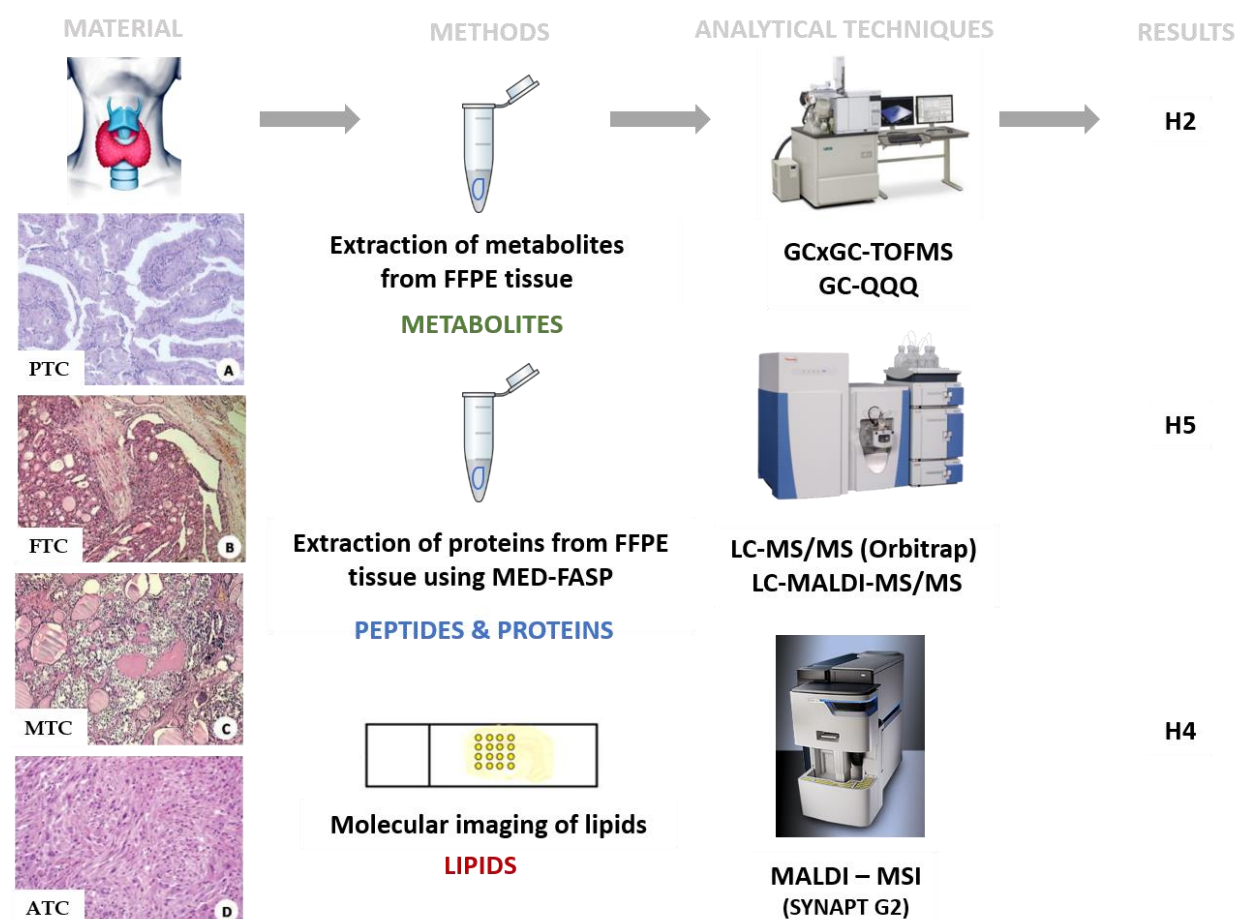 MATERIAL
METHODS
ANALYTICAL TECHNIQUES
RESULTS
H2
Extraction of metabolites
from FFPE tissue
METABOLITES
GCxGC-TOFMS
GC-QQQ
PTC
A
FTC
B
Extraction of proteins from FFPE
tissue using MED-FASP
PEPTIDES & PROTEINS
LC-MS/MS (Orbitrap)
LC-MALDI-MS/MS
H5
MTC
C
H4
Molecular imaging of lipids
LIPIDS
MALDI – MSI
(SYNAPT G2)
ATC
D